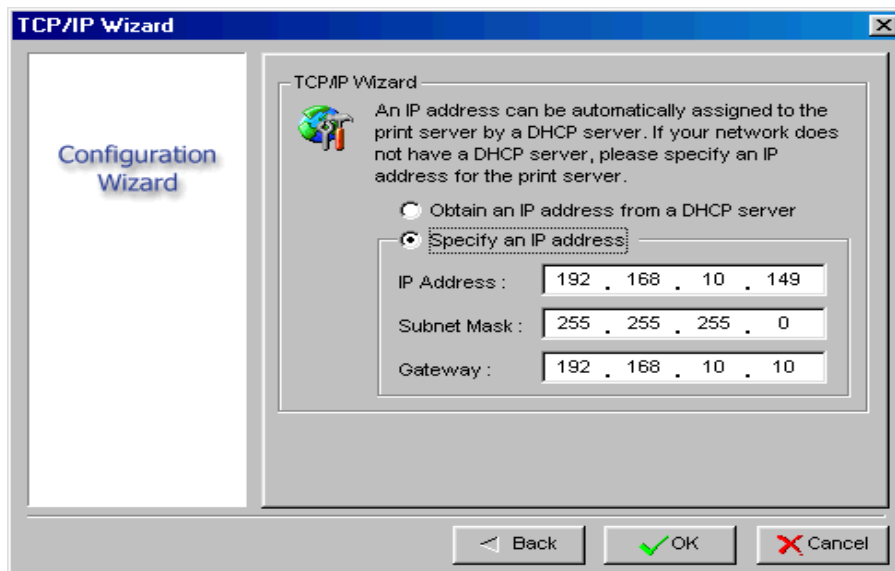 TCP/IP Wizard
Configuration
Wizard
TCP/IP Wizard
An IP address can be automatically assigned to the
print server by a DHCP server. If your network does
not have a DHCP server, please specify an IP
address for the print server.
Obtain an IP address from a DHCP server
Specify an IP address
IP Address : 192 . 168 . 10 . 149
Subnet Mask : 255 . 255 . 255 . 0
Gateway : 192 . 168 . 10 . 10
Back OK Cancel